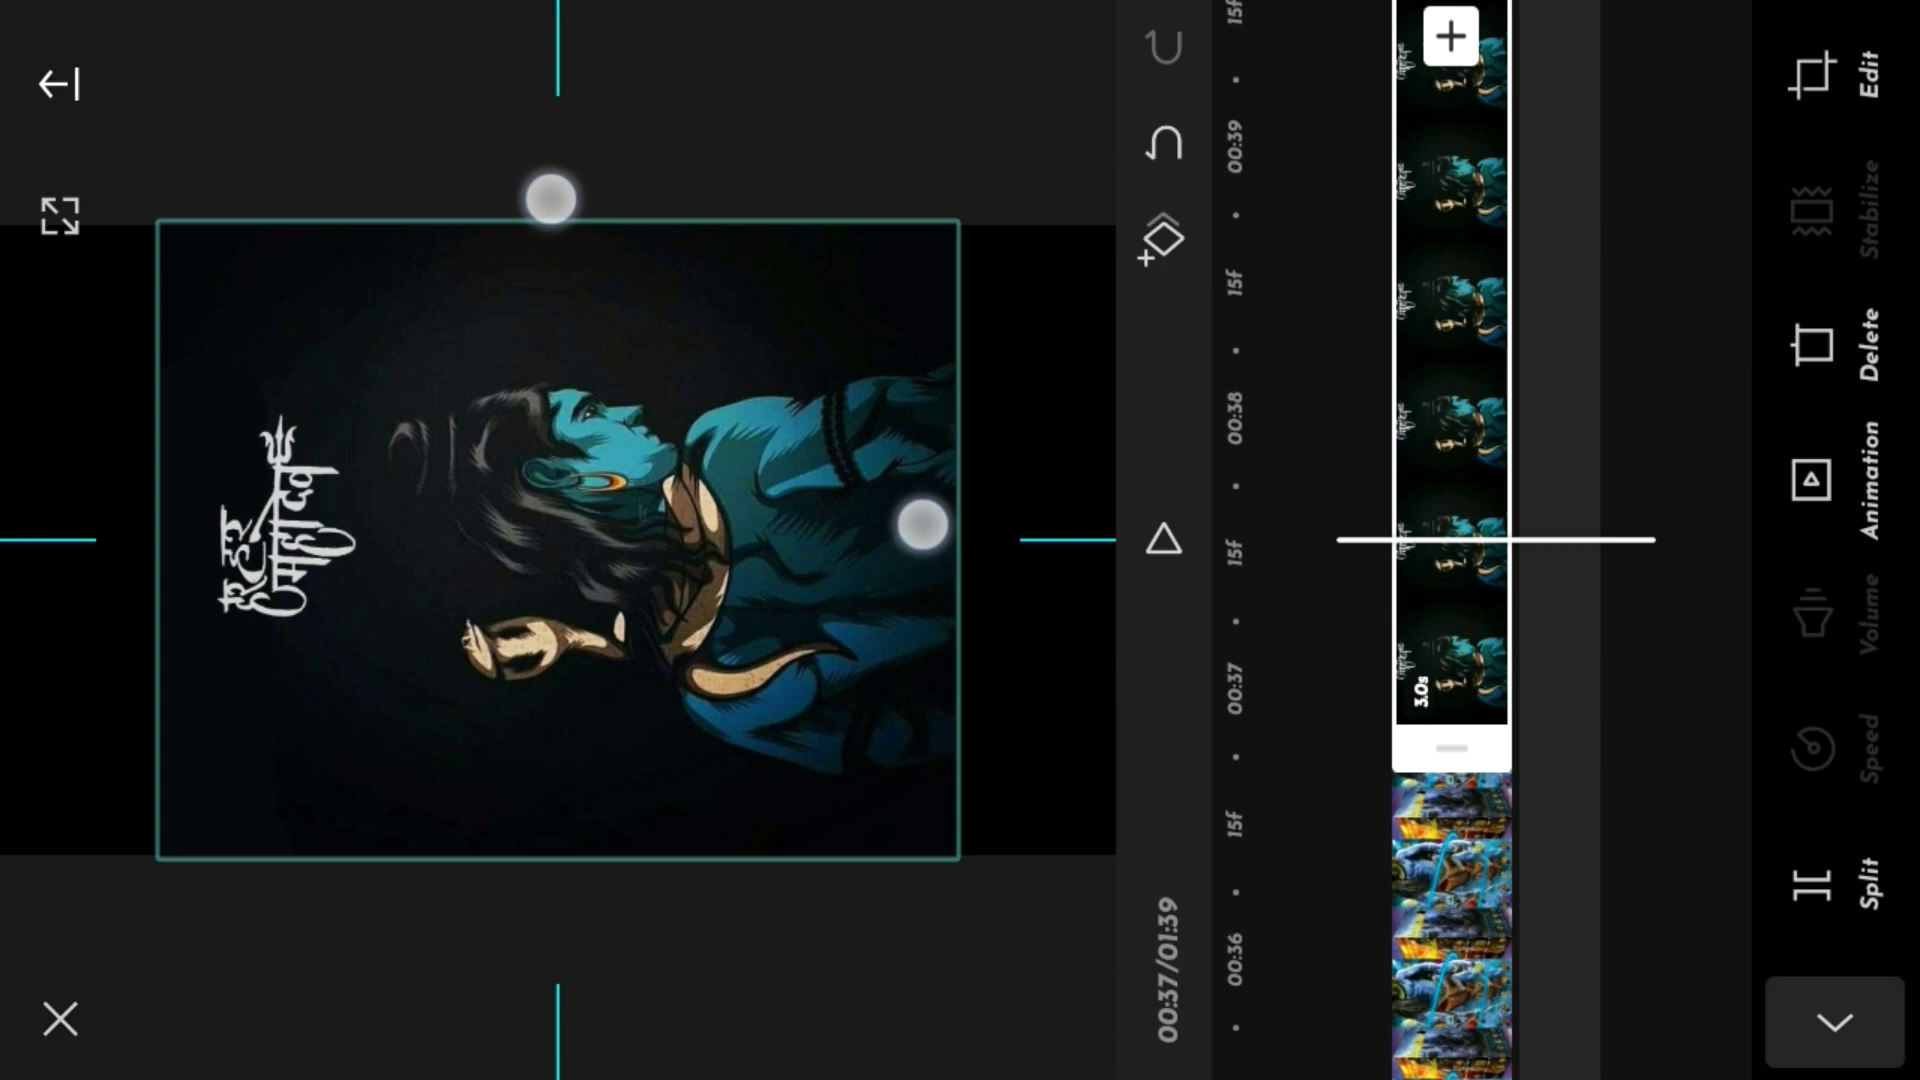 हर हर
महादेव
00:37/01:39
00:36 15f 00:37 15f 00:38 15f 00:39 15f
3.0s
Split Speed Volume Animation Delete Stabilize Edit